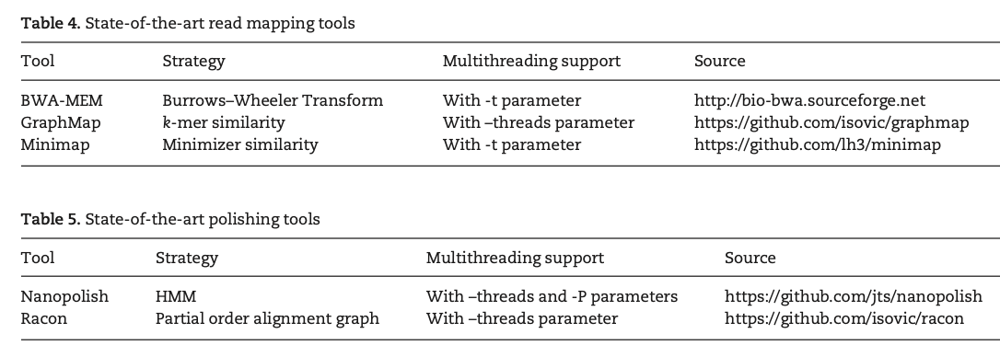 Table 4. State-of-the-art read mapping tools
Tool Strategy Multithreading support Source
BWA-MEM Burrows–Wheeler Transform With -t parameter http://bio-bwa.sourceforge.net
GraphMap k-mer similarity With –threads parameter https://github.com/isovic/graphmap
Minimap Minimizer similarity With -t parameter https://github.com/lh3/minimap
Table 5. State-of-the-art polishing tools
Tool Strategy Multithreading support Source
Nanopolish HMM With –threads and -P parameters https://github.com/jts/nanopolish
Racon Partial order alignment graph With –threads parameter https://github.com/isovic/racon